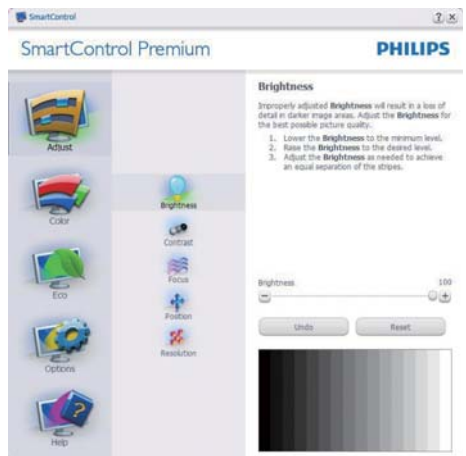 SmartControl
SmartControl Premium
PHILIPS
Adjust
Color
Eco
Options
Help
Brightness
Contrast
Focus
Position
Resolution
Brightness
Improperly adjusted Brightness will result in a loss of
detail in darker image areas. Adjust the Brightness for
the best possible picture quality.
1. Lower the Brightness to the minimum level.
2. Raise the Brightness to the desired level.
3. Adjust the Brightness as needed to achieve
an equal separation of the stripes.
Brightness 100
Undo Reset